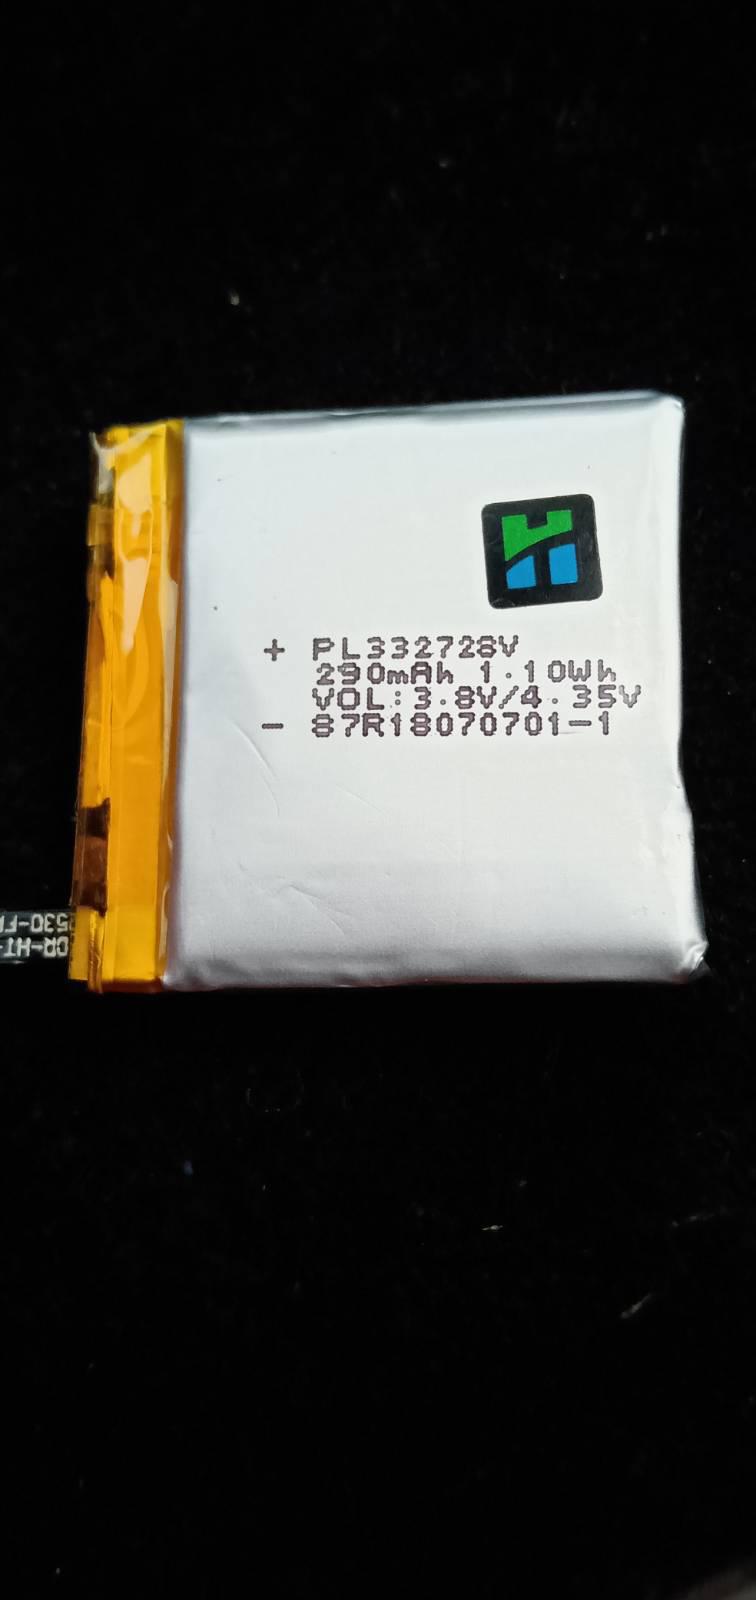 + PL332728V
290mAh 1.10Wh
VOL:3.8V/4.35V
- 87R18070701-1